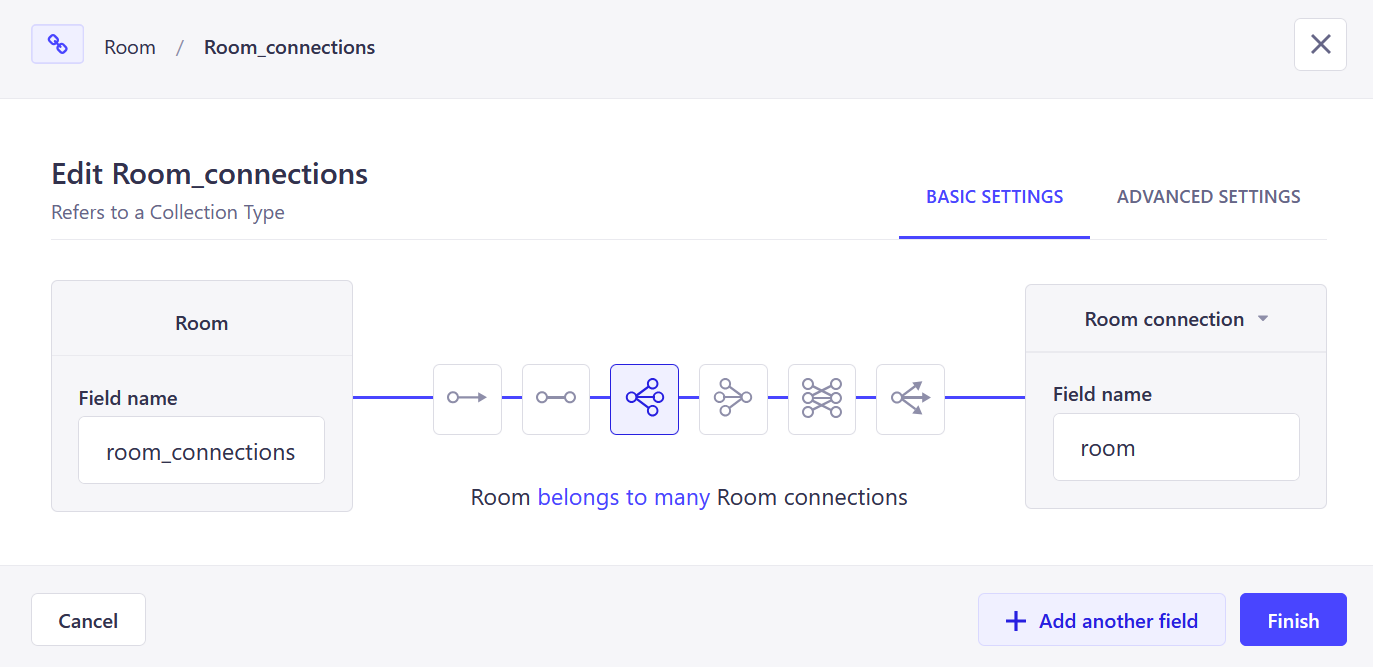 Room / Room_connections
Edit Room_connections
Refers to a Collection Type
BASIC SETTINGS
ADVANCED SETTINGS
Room
Field name
room_connections
Room belongs to many Room connections
Room connection
Field name
room
Cancel
Add another field
Finish